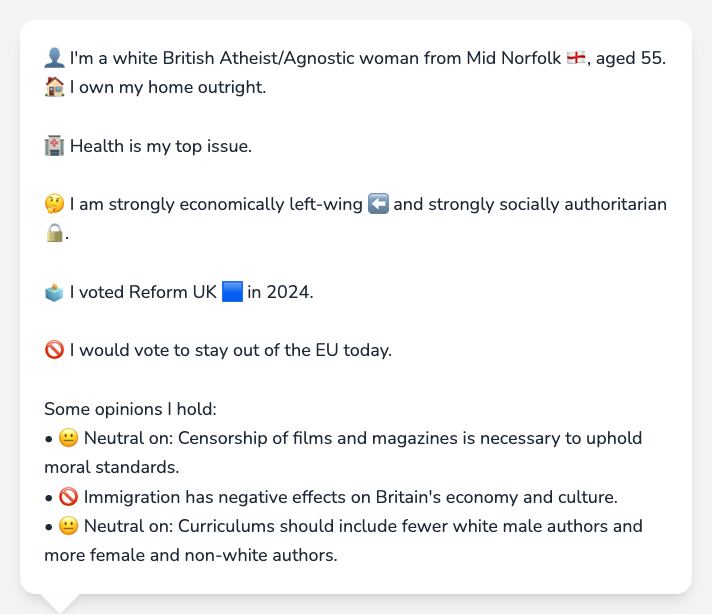 👤 I'm a white British Atheist/Agnostic woman from Mid Norfolk 🏴󠁧󠁢󠁥󠁮󠁧󠁿, aged 55.
🏠 I own my home outright.
🏥 Health is my top issue.
🤔 I am strongly economically left-wing ⬅️ and strongly socially authoritarian
🔒.
🗳️ I voted Reform UK 🟦 in 2024.
🚫 I would vote to stay out of the EU today.
Some opinions I hold:
• 😐 Neutral on: Censorship of films and magazines is necessary to uphold
moral standards.
• 🚫 Immigration has negative effects on Britain's economy and culture.
• 😐 Neutral on: Curriculums should include fewer white male authors and
more female and non-white authors.